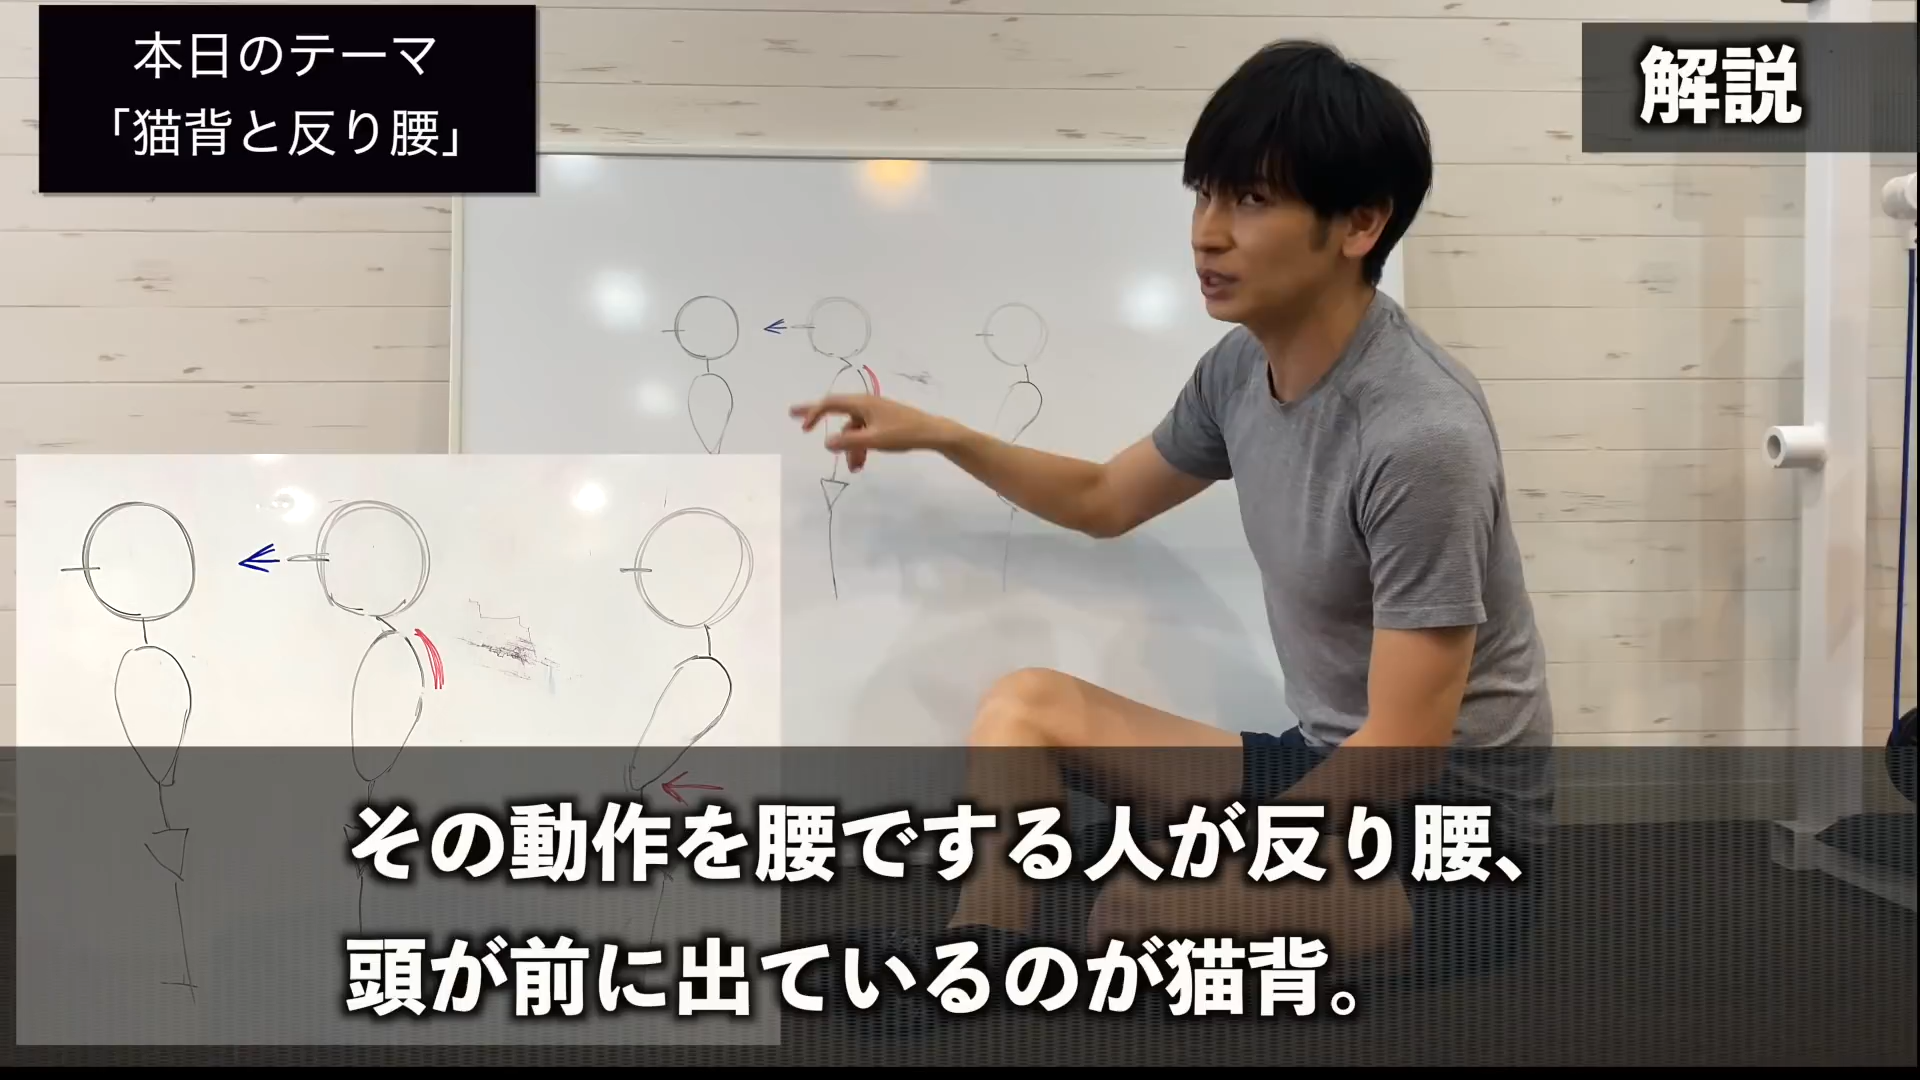 本日のテーマ
「猫背と反り腰」
解説
その動作を腰でする人が反り腰、
頭が前に出ているのが猫背。